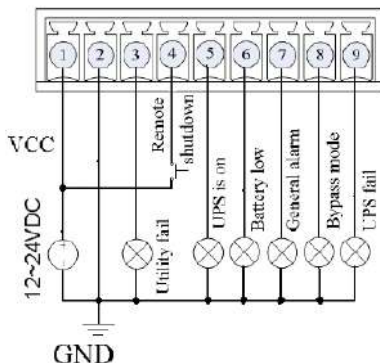 1 2 3 4 5 6 7 8 9
VCC
Remote
shutdown
12~24VDC
Utility fail
UPS is on
Battery low
General alarm
Bypass mode
UPS fail
GND